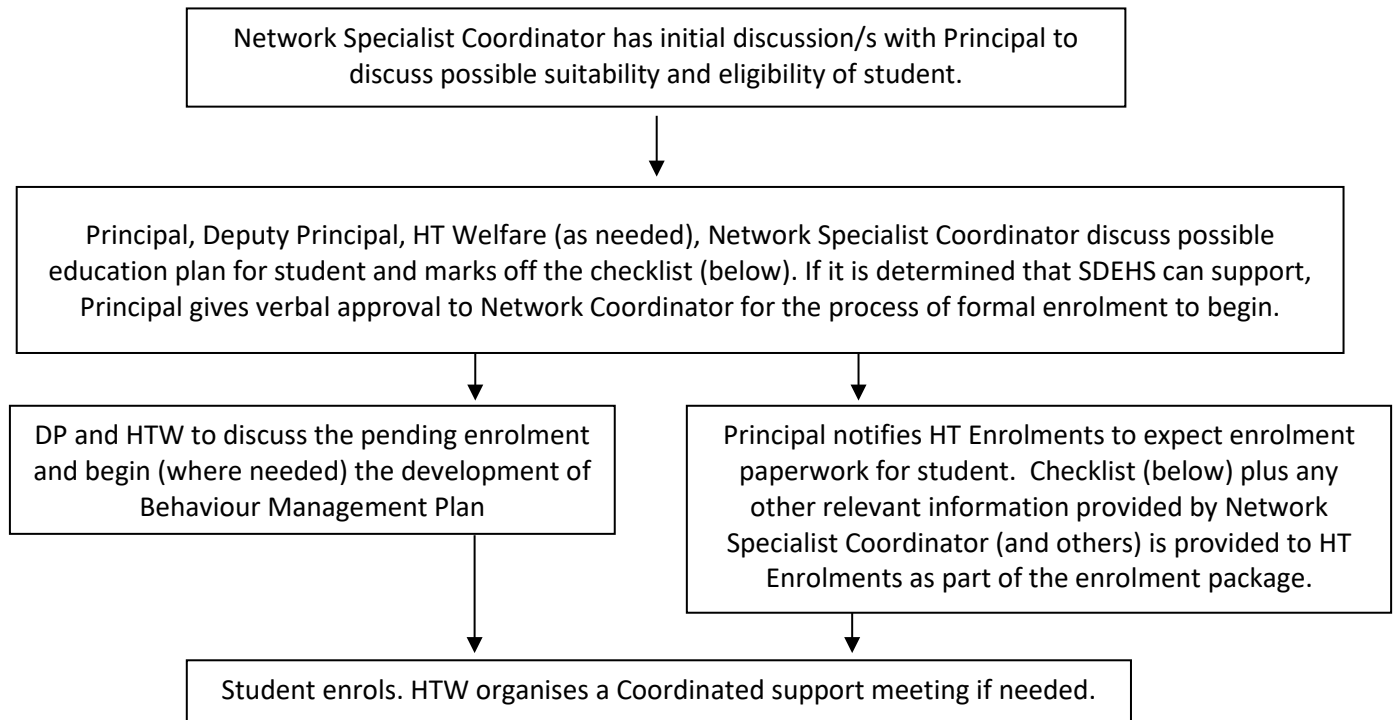 Network Specialist Coordinator has initial discussion/s with Principal to
discuss possible suitability and eligibility of student.
Principal, Deputy Principal, HT Welfare (as needed), Network Specialist Coordinator discuss possible
education plan for student and marks off the checklist (below). If it is determined that SDEHS can support,
Principal gives verbal approval to Network Coordinator for the process of formal enrolment to begin.
DP and HTW to discuss the pending enrolment
and begin (where needed) the development of
Behaviour Management Plan
Principal notifies HT Enrolments to expect enrolment
paperwork for student.  Checklist (below) plus any
other relevant information provided by Network
Specialist Coordinator (and others) is provided to HT
Enrolments as part of the enrolment package.
Student enrols. HTW organises a Coordinated support meeting if needed.